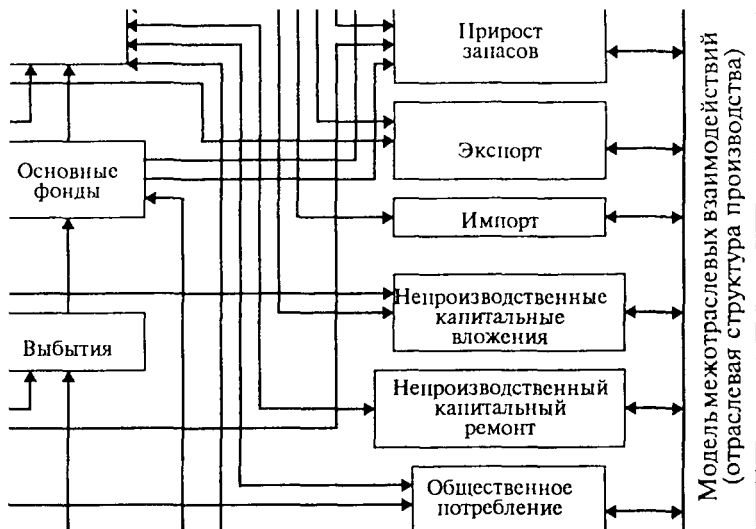 Прирост
запасов
Экспорт
Основные
фонды
Импорт
Непроизводственные
капитальные
вложения
Выбытия
Непроизводственный
капитальный
ремонт
Общественное
потребление
Модель межотраслевых взаимодействий
(отраслевая структура производства)